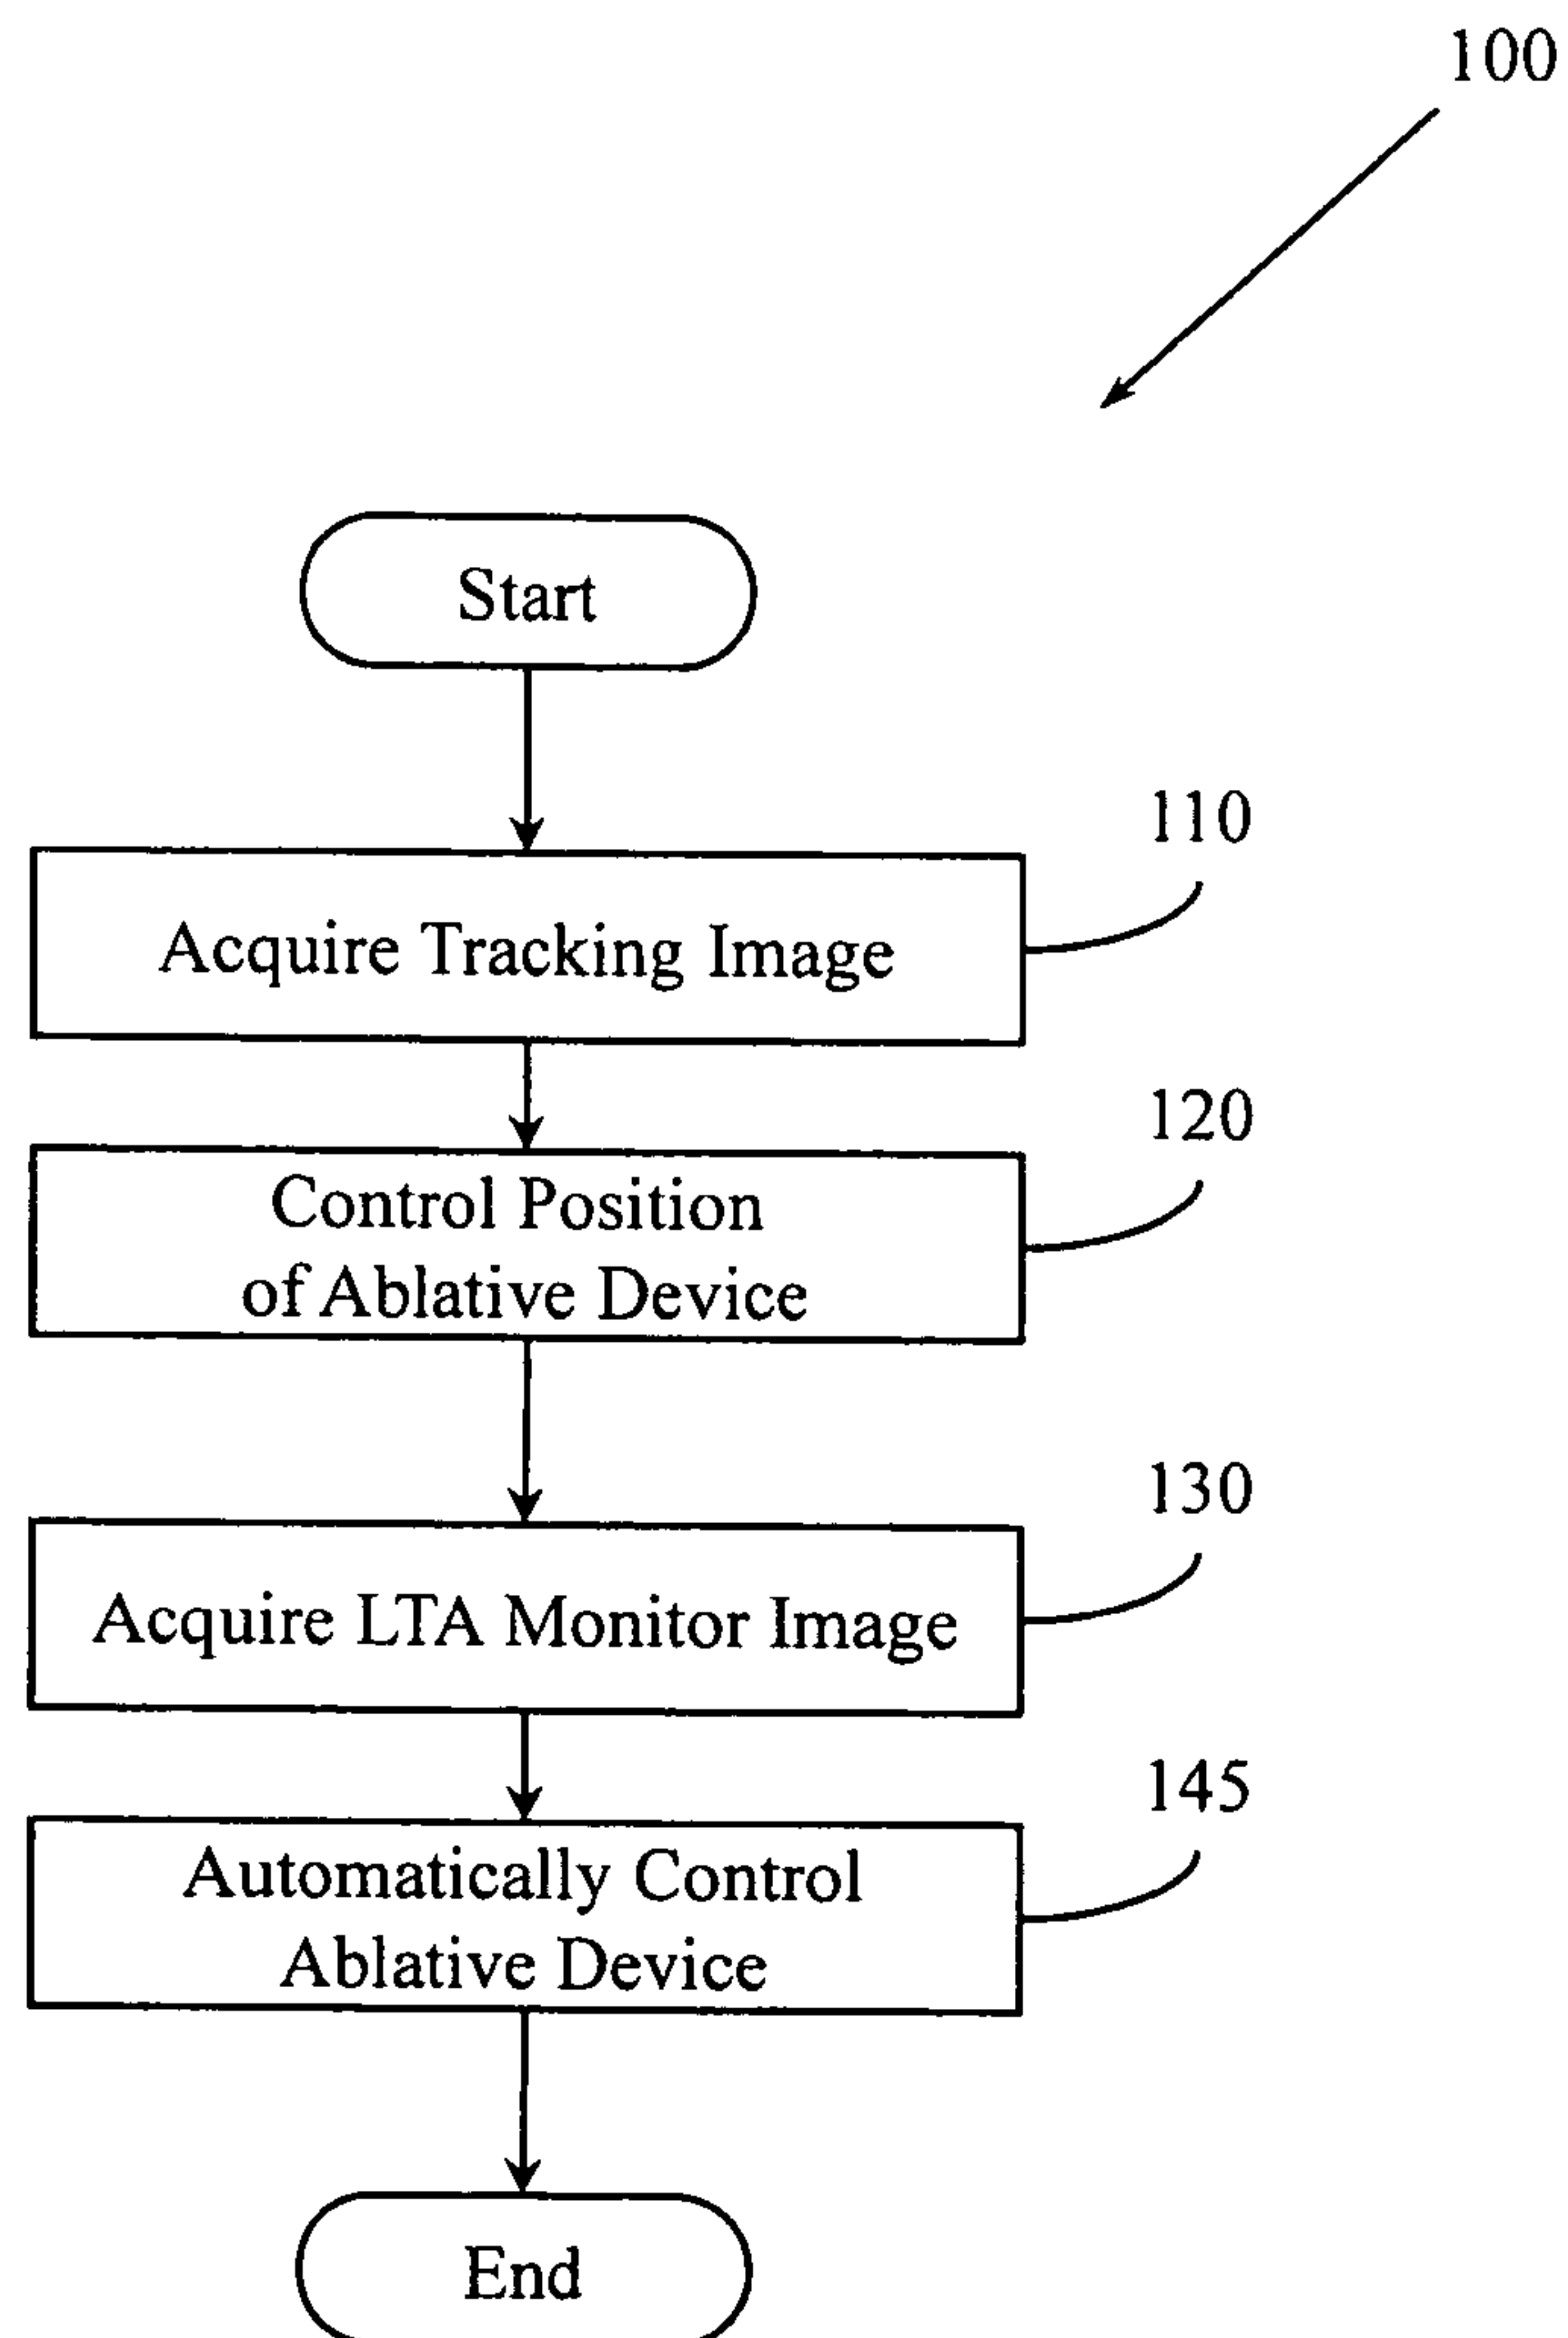 100
Start
110
Acquire Tracking Image
120
Control Position
of Ablative Device
130
Acquire LTA Monitor Image
145
Automatically Control
Ablative Device
End